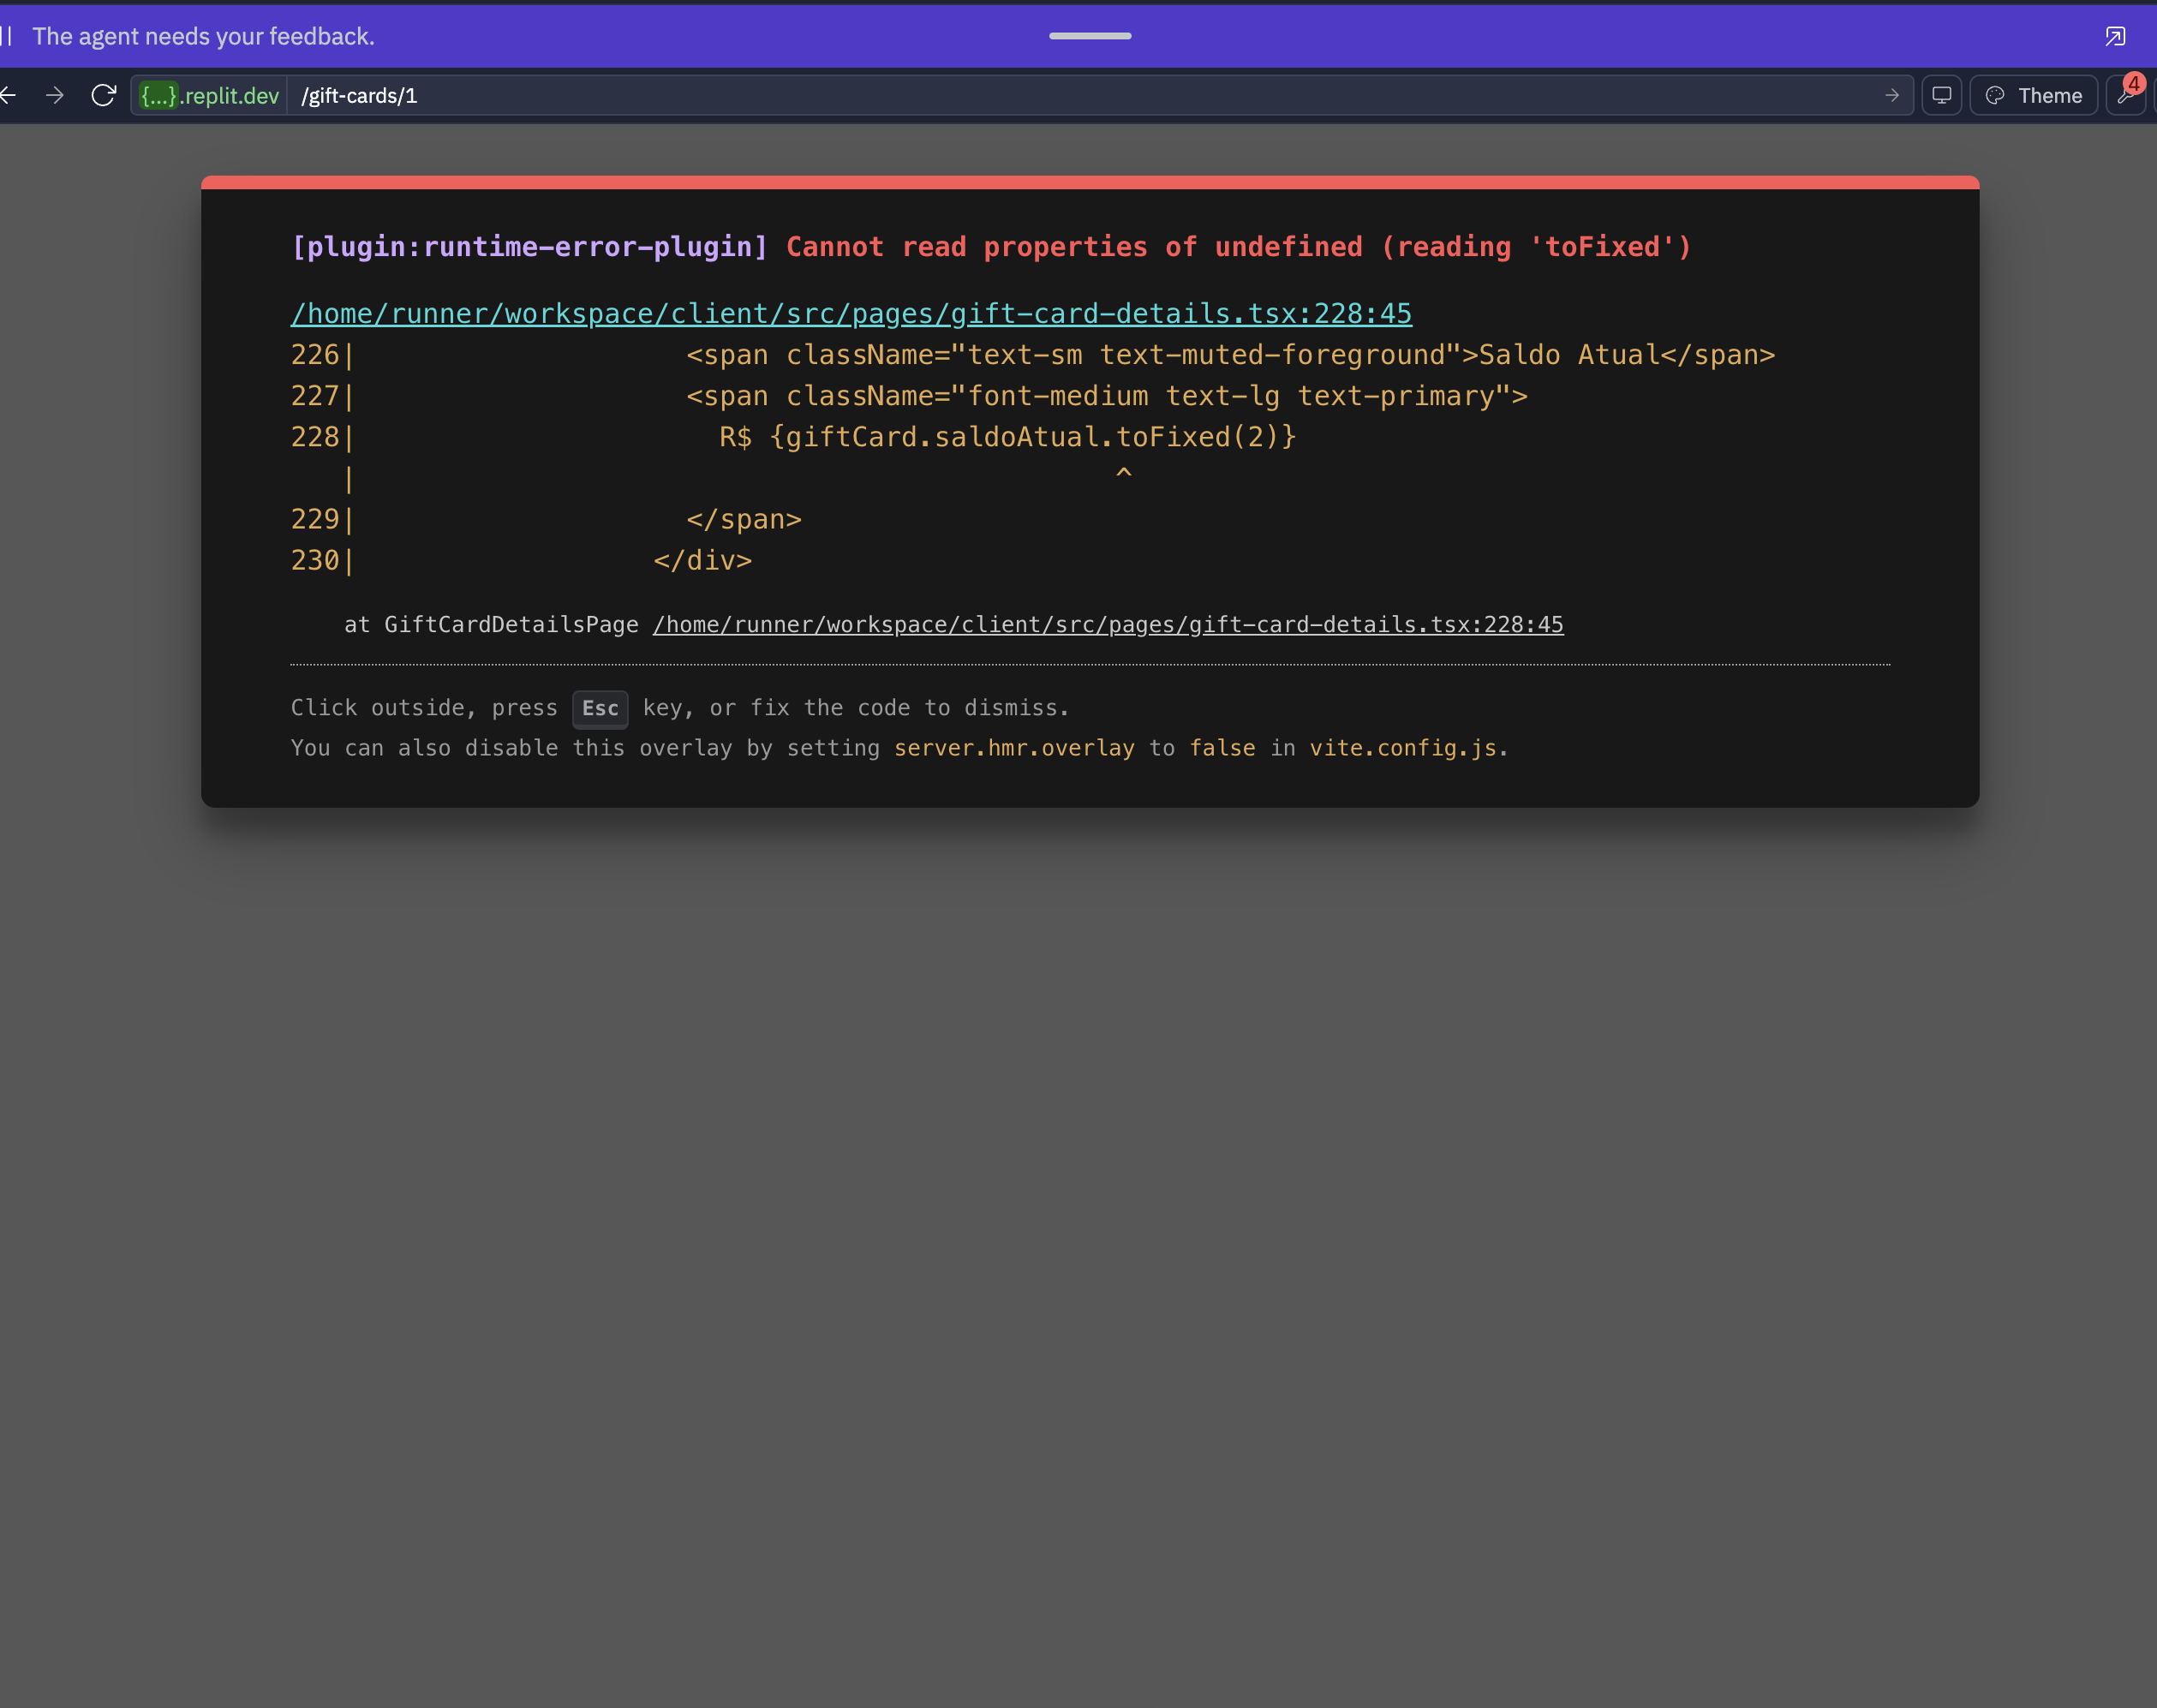 The agent needs your feedback.
{...}.replit.dev /gift-cards/1 Theme 4
[plugin:runtime-error-plugin] Cannot read properties of undefined (reading 'toFixed')
/home/runner/workspace/client/src/pages/gift-card-details.tsx:228:45
226|                    <span className="text-sm text-muted-foreground">Saldo Atual</span>
227|                    <span className="font-medium text-lg text-primary">
228|                      R$ {giftCard.saldoAtual.toFixed(2)}
   |                                              ^
229|                    </span>
230|                  </div>
at GiftCardDetailsPage /home/runner/workspace/client/src/pages/gift-card-details.tsx:228:45
Click outside, press Esc key, or fix the code to dismiss.
You can also disable this overlay by setting server.hmr.overlay to false in vite.config.js.